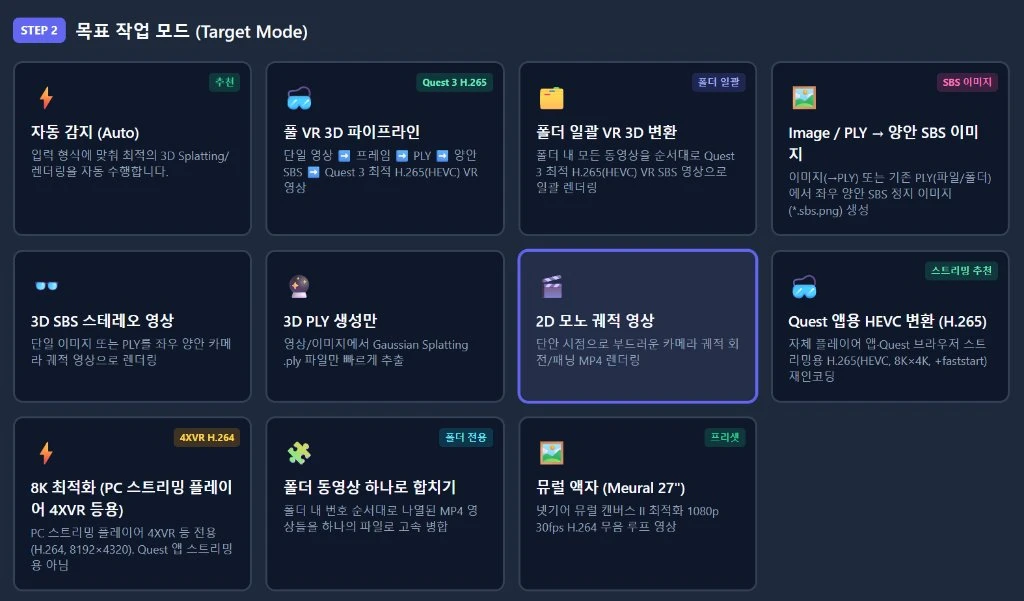 STEP 2 목표 작업 모드 (Target Mode)
추천
자동 감지 (Auto)
입력 형식에 맞춰 최적의 3D Splatting/
렌더링을 자동 수행합니다.
Quest 3 H.265
풀 VR 3D 파이프라인
단일 영상 ➡️ 프레임 ➡️ PLY ➡️ 양안
SBS ➡️ Quest 3 최적 H.265(HEVC) VR
영상
폴더 일괄
폴더 일괄 VR 3D 변환
폴더 내 모든 동영상을 순서대로 Quest
3 최적 H.265(HEVC) VR SBS 영상으로
일괄 렌더링
SBS 이미지
Image / PLY → 양안 SBS 이미
지
이미지(→PLY) 또는 기존 PLY(파일/폴더)
에서 좌우 양안 SBS 정지 이미지
(*.sbs.png) 생성
3D SBS 스테레오 영상
단일 이미지 또는 PLY를 좌우 양안 카메
라 궤적 영상으로 렌더링
3D PLY 생성만
영상/이미지에서 Gaussian Splatting
.ply 파일만 빠르게 추출
2D 모노 궤적 영상
단안 시점으로 부드러운 카메라 궤적 회
전/패닝 MP4 렌더링
스트리밍 추천
Quest 앱용 HEVC 변환 (H.265)
자체 플레이어 앱·Quest 브라우저 스트
리밍용 H.265(HEVC, 8K×4K, +faststart)
재인코딩
4XVR H.264
8K 최적화 (PC 스트리밍 플레이
어 4XVR 등용)
PC 스트리밍 플레이어 4XVR 등 전용
(H.264, 8192×4320). Quest 앱 스트리밍
용 아님
폴더 전용
폴더 동영상 하나로 합치기
폴더 내 번호 순서대로 나열된 MP4 영
상들을 하나의 파일로 고속 병합
프리셋
뮤럴 액자 (Meural 27")
넷기어 뮤럴 캔버스 II 최적화 1080p
30fps H.264 무음 루프 영상